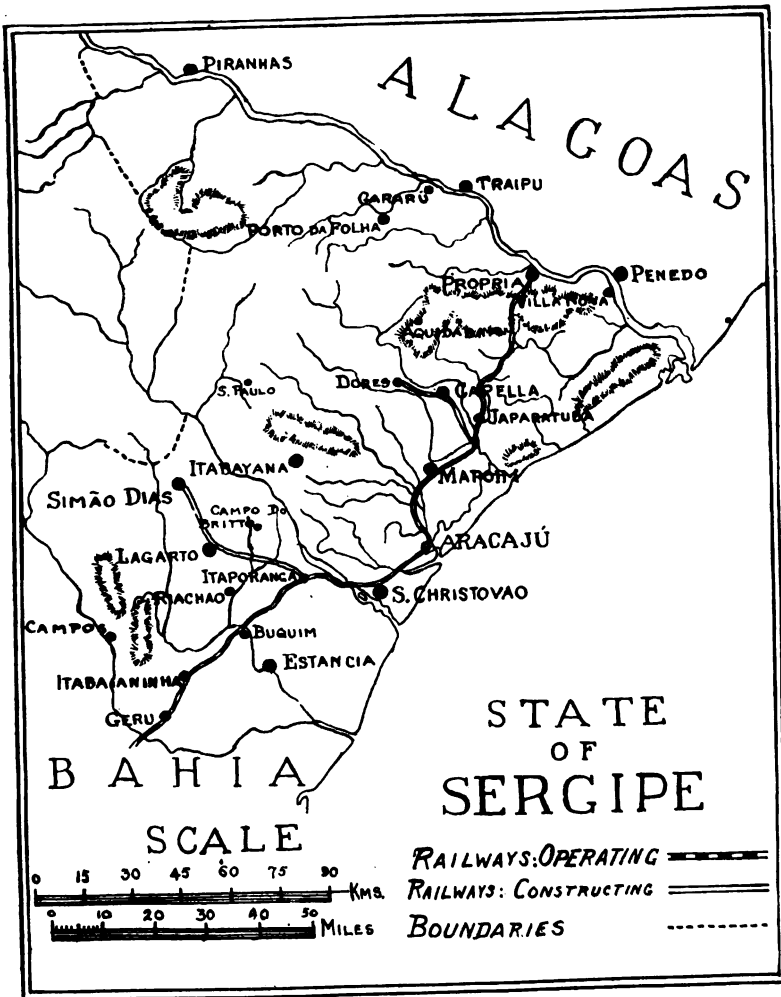 PIRANHAS
ALAGOAS
TRAIPU
GARARÚ
PORTO DA FOLHA
PENEDO
PROPRIA
VILLA NOVA
DORES
S. PAULO
CAPELLA
JAPARATUBA
ITABAYANA
MAROIM
SIMÃO DIAS
CAMPO DO
BRITTO
ARACAJÚ
LAGARTO
ITAPORANGA
RIACHAO
S. CHRISTOVAO
CAMPOS
BUQUIM
ESTANCIA
ITABAIANINHA
GERU
BAHIA
STATE
OF
SERGIPE
SCALE
0 15 30 45 60 75 90
KMS.
0 10 20 30 40 50
MILES
RAILWAYS: OPERATING
RAILWAYS: CONSTRUCTING
BOUNDARIES